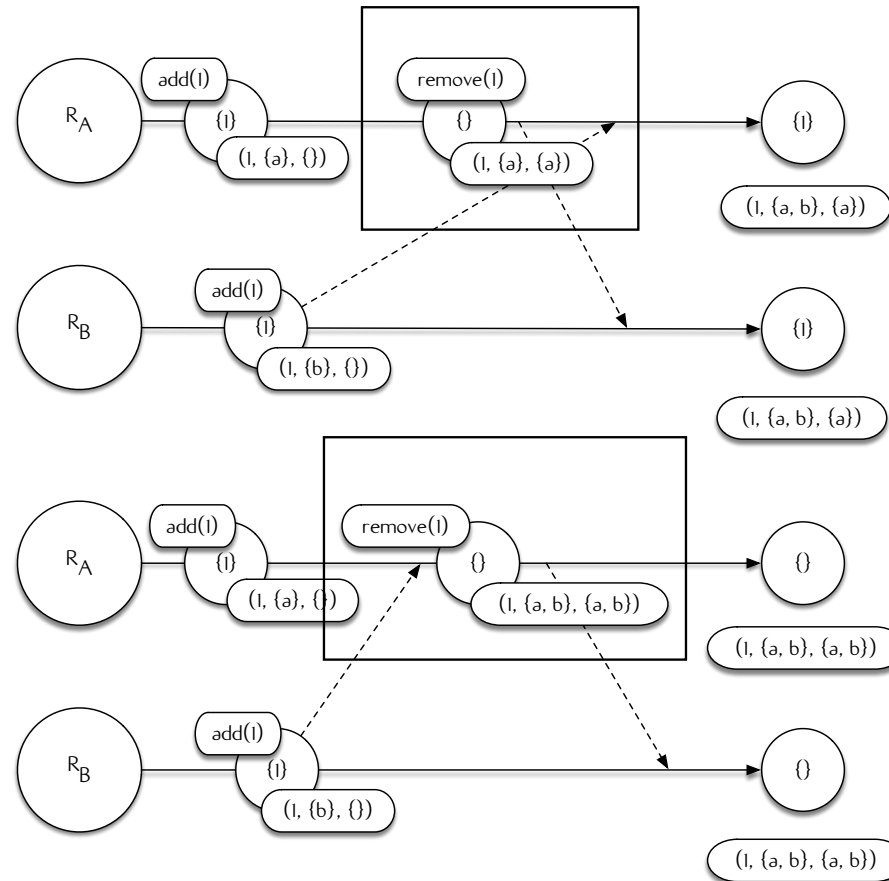 add(1)
remove(1)
R_A
{1}
{}
{1}
(1, {a}, {})
(1, {a}, {a})
(1, {a, b}, {a})
add(1)
R_B
{1}
{1}
(1, {b}, {})
(1, {a, b}, {a})
add(1)
remove(1)
R_A
{1}
{}
{}
(1, {a}, {})
(1, {a, b}, {a, b})
(1, {a, b}, {a, b})
add(1)
R_B
{1}
{}
(1, {b}, {})
(1, {a, b}, {a, b})